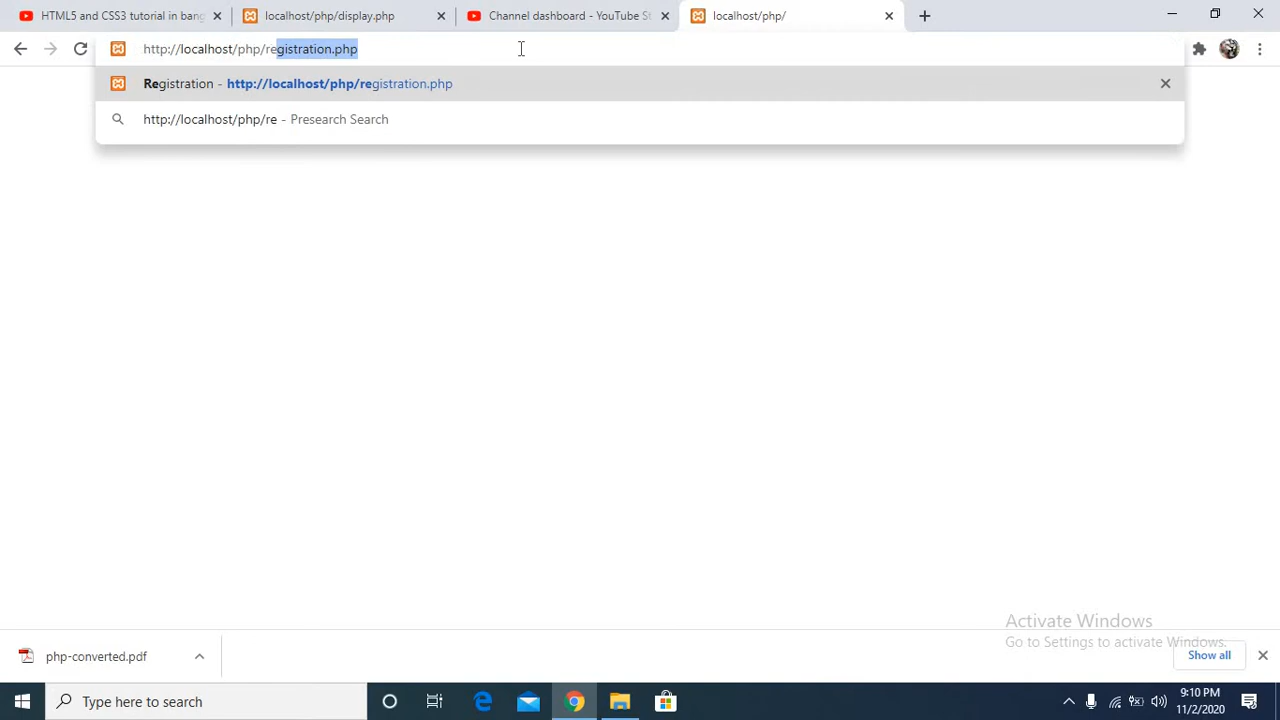 HTML5 and CSS3 tutorial in bang
localhost/php/display.php
Channel dashboard - YouTube St
localhost/php/
http://localhost/php/registration.php
Registration - http://localhost/php/registration.php
http://localhost/php/re - Presearch Search
Activate Windows
Go to Settings to activate Windows.
php-converted.pdf
Show all
Type here to search
9:10 PM
11/2/2020